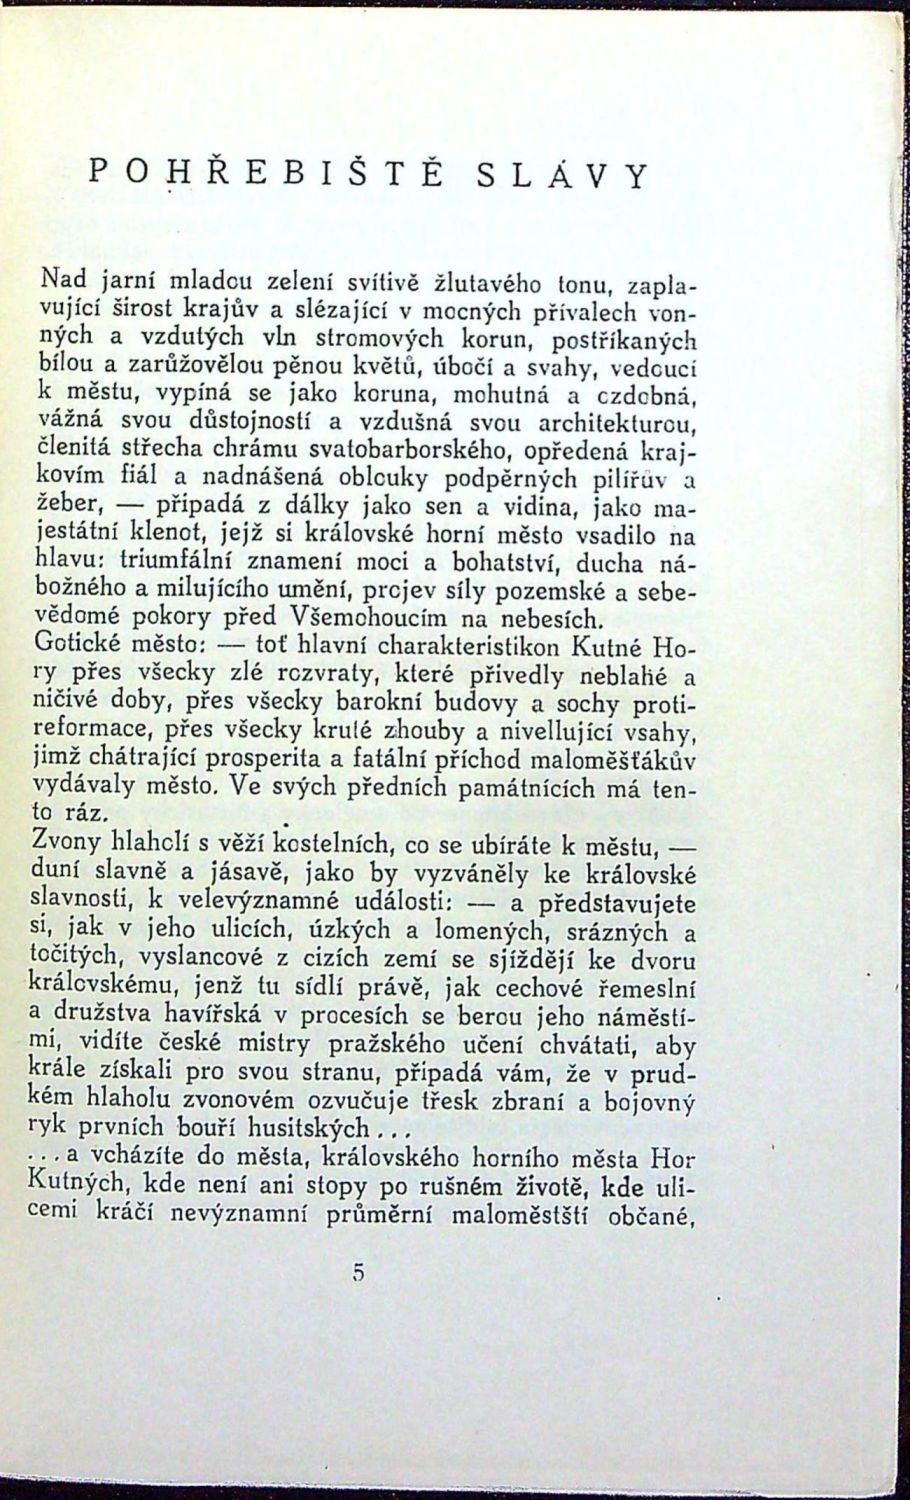 POHŘEBIŠTĚ SLÁVY
Nad jarní mladou zelení svítivě žlutavého tonu, zapla-
vující širost krajův a slézající v mocných přívalech von-
ných a vzdutých vln stromových korun, postříkaných
bílou a zarůžovělou pěnou květů, úbočí a svahy, vedoucí
k městu, vypíná se jako koruna, mohutná a ozdobná,
vážná svou důstojností a vzdušná svou architekturou,
členitá střecha chrámu svatobarborského, opředená kraj-
kovím fiál a nadnášená oblouky podpěrných pilířův a
žeber, — připadá z dálky jako sen a vidina, jako ma-
jestátní klenot, jejž si královské horní město vsadilo na
hlavu: triumfální znamení moci a bohatství, ducha ná-
božného a milujícího umění, projev síly pozemské a sebe-
vědomé pokory před Všemohoucím na nebesích.
Gotické město: — toť hlavní charakteristikon Kutné Ho-
ry přes všecky zlé rozvraty, které přivedly neblahé a
ničivé doby, přes všecky barokní budovy a sochy proti-
reformace, přes všecky kruté zhouby a nivellující vsahy,
jimž chátrající prosperita a fatální příchod maloměšťákův
vydávaly město. Ve svých předních památnících má ten-
to ráz.
Zvony hlaholí s věží kostelních, co se ubíráte k městu, —
duní slavně a jásavě, jako by vyzváněly ke královské
slavnosti, k velevýznamné události: — a představujete
si, jak v jeho ulicích, úzkých a lomených, srázných a
točitých, vyslancové z cizích zemí se sjíždějí ke dvoru
královskému, jenž tu sídlí právě, jak cechové řemeslní
a družstva havířská v procesích se berou jeho náměstí-
mi, vidíte české mistry pražského učení chvátati, aby
krále získali pro svou stranu, připadá vám, že v prud-
kém hlaholu zvonovém ozvučuje třesk zbraní a bojovný
ryk prvních bouří husitských...
...a vcházíte do města, královského horního města Hor
Kutných, kde není ani stopy po rušném životě, kde uli-
cemi kráčí nevýznamní průměrní maloměstští občané,
5